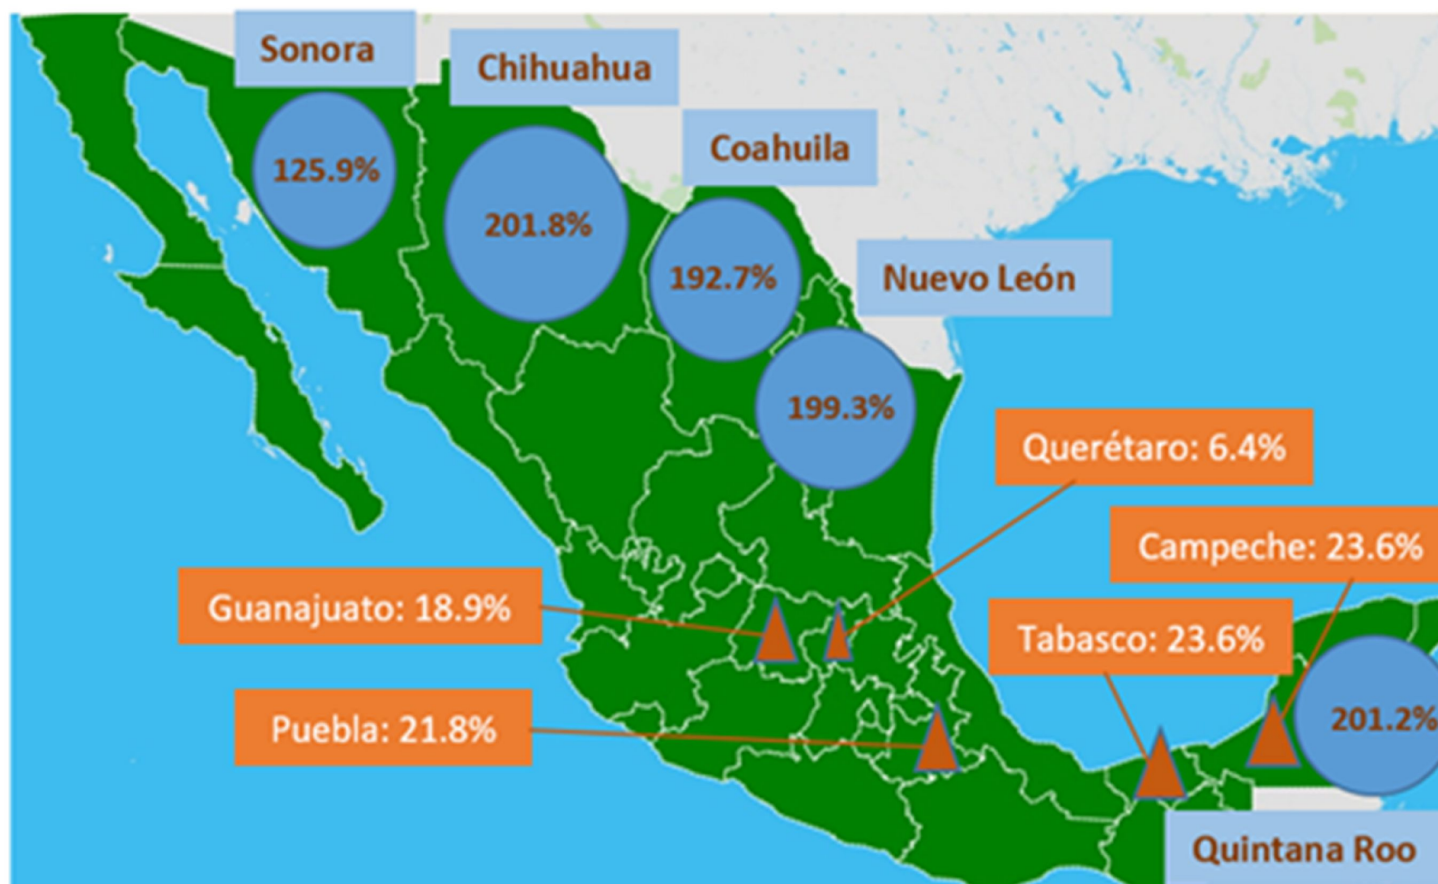 Sonora
Chihuahua
Coahuila
125.9%
201.8%
192.7%
Nuevo León
199.3%
Querétaro: 6.4%
Campeche: 23.6%
Guanajuato: 18.9%
Tabasco: 23.6%
Puebla: 21.8%
201.2%
Quintana Roo